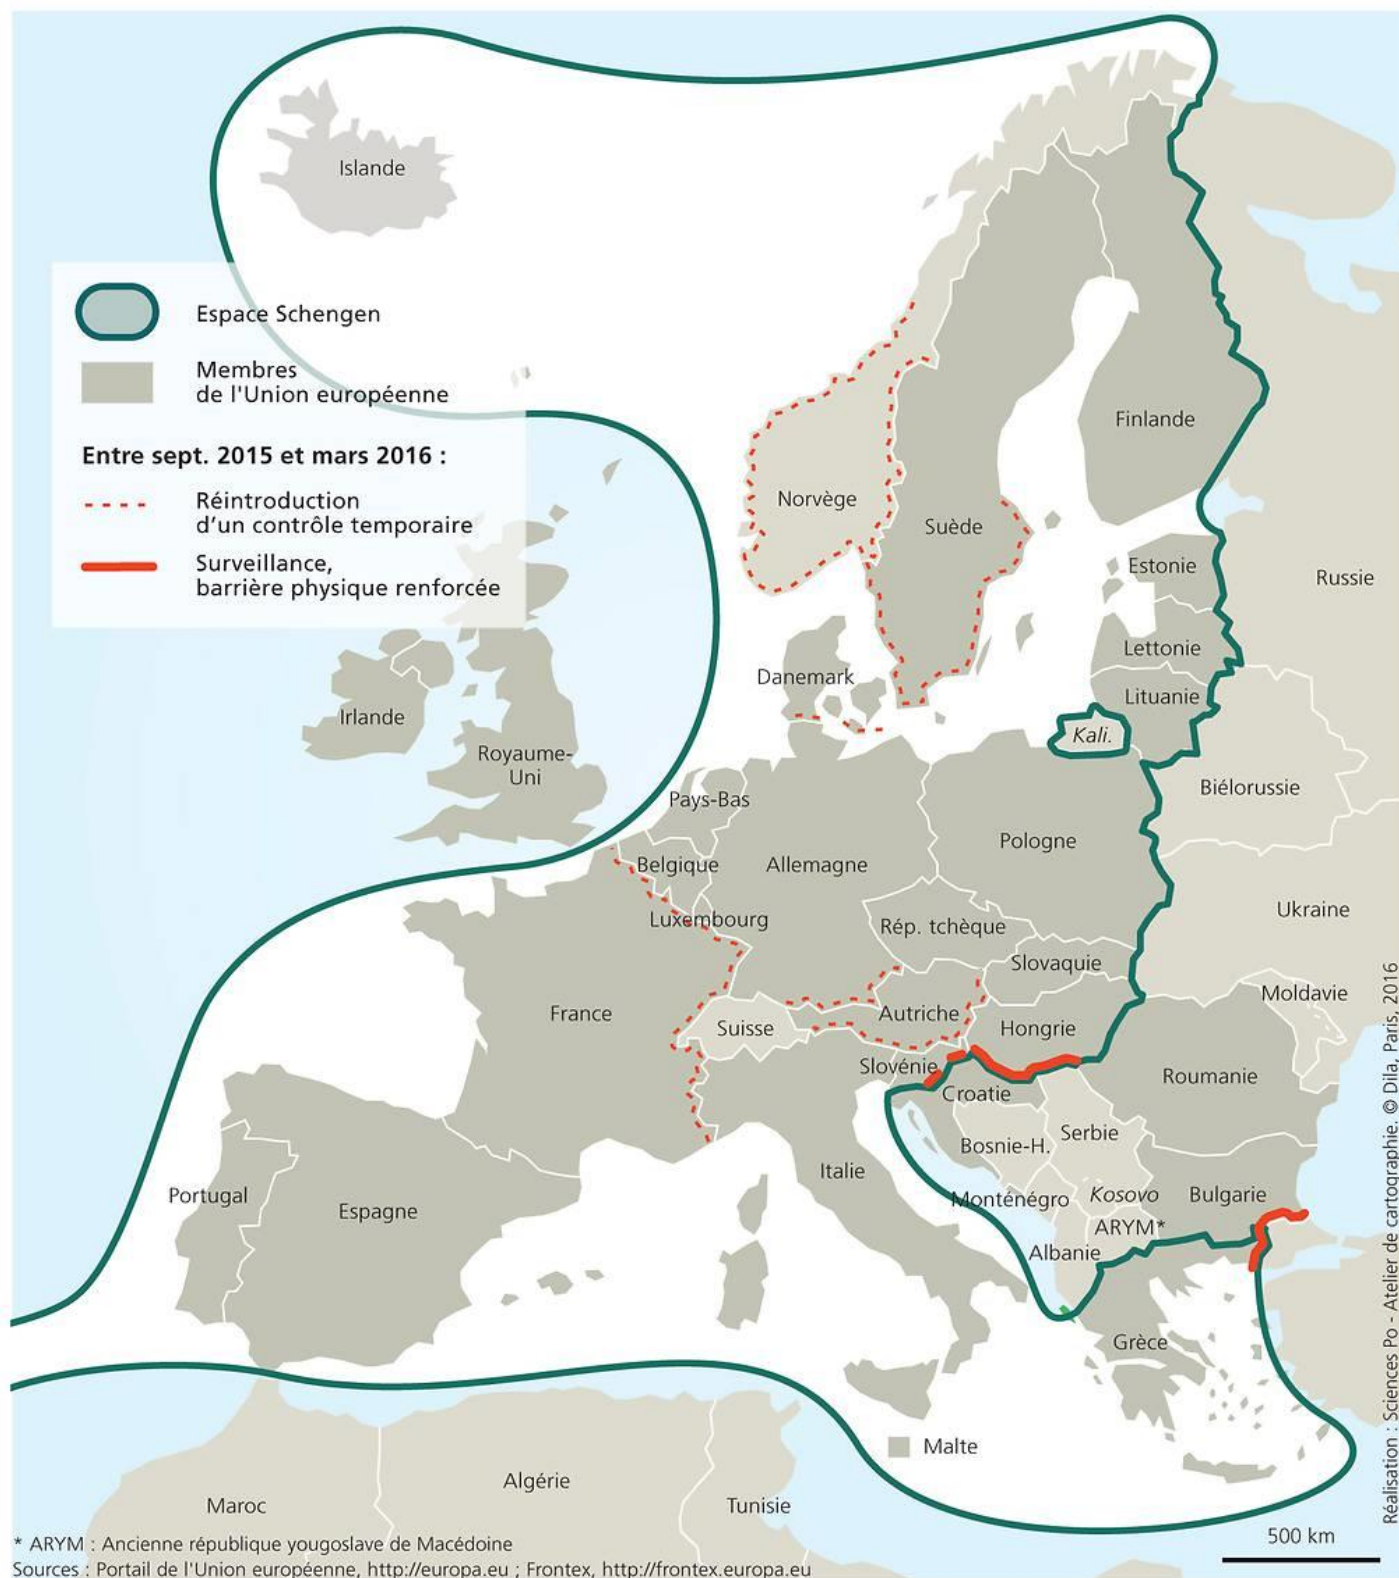 Islande
Espace Schengen
Membres
de l'Union européenne
Entre sept. 2015 et mars 2016 :
Réintroduction
d'un contrôle temporaire
Surveillance,
barrière physique renforcée
Finlande
Norvège
Suède
Estonie
Russie
Lettonie
Danemark
Lituanie
Irlande
Kali.
Royaume-
Uni
Biélorussie
Pays-Bas
Pologne
Belgique
Allemagne
Ukraine
Luxembourg
Rép. tchèque
Slovaquie
Moldavie
France
Suisse
Autriche
Hongrie
Slovénie
Roumanie
Croatie
Serbie
Bosnie-H.
Italie
Portugal
Espagne
Monténégro
Kosovo
Bulgarie
ARYM*
Albanie
Grèce
Malte
Algérie
Maroc
Tunisie
500 km
* ARYM : Ancienne république yougoslave de Macédoine
Sources : Portail de l'Union européenne, http://europa.eu ; Frontex, http://frontex.europa.eu
Réalisation : Sciences Po - Atelier de cartographie. © Dila, Paris, 2016